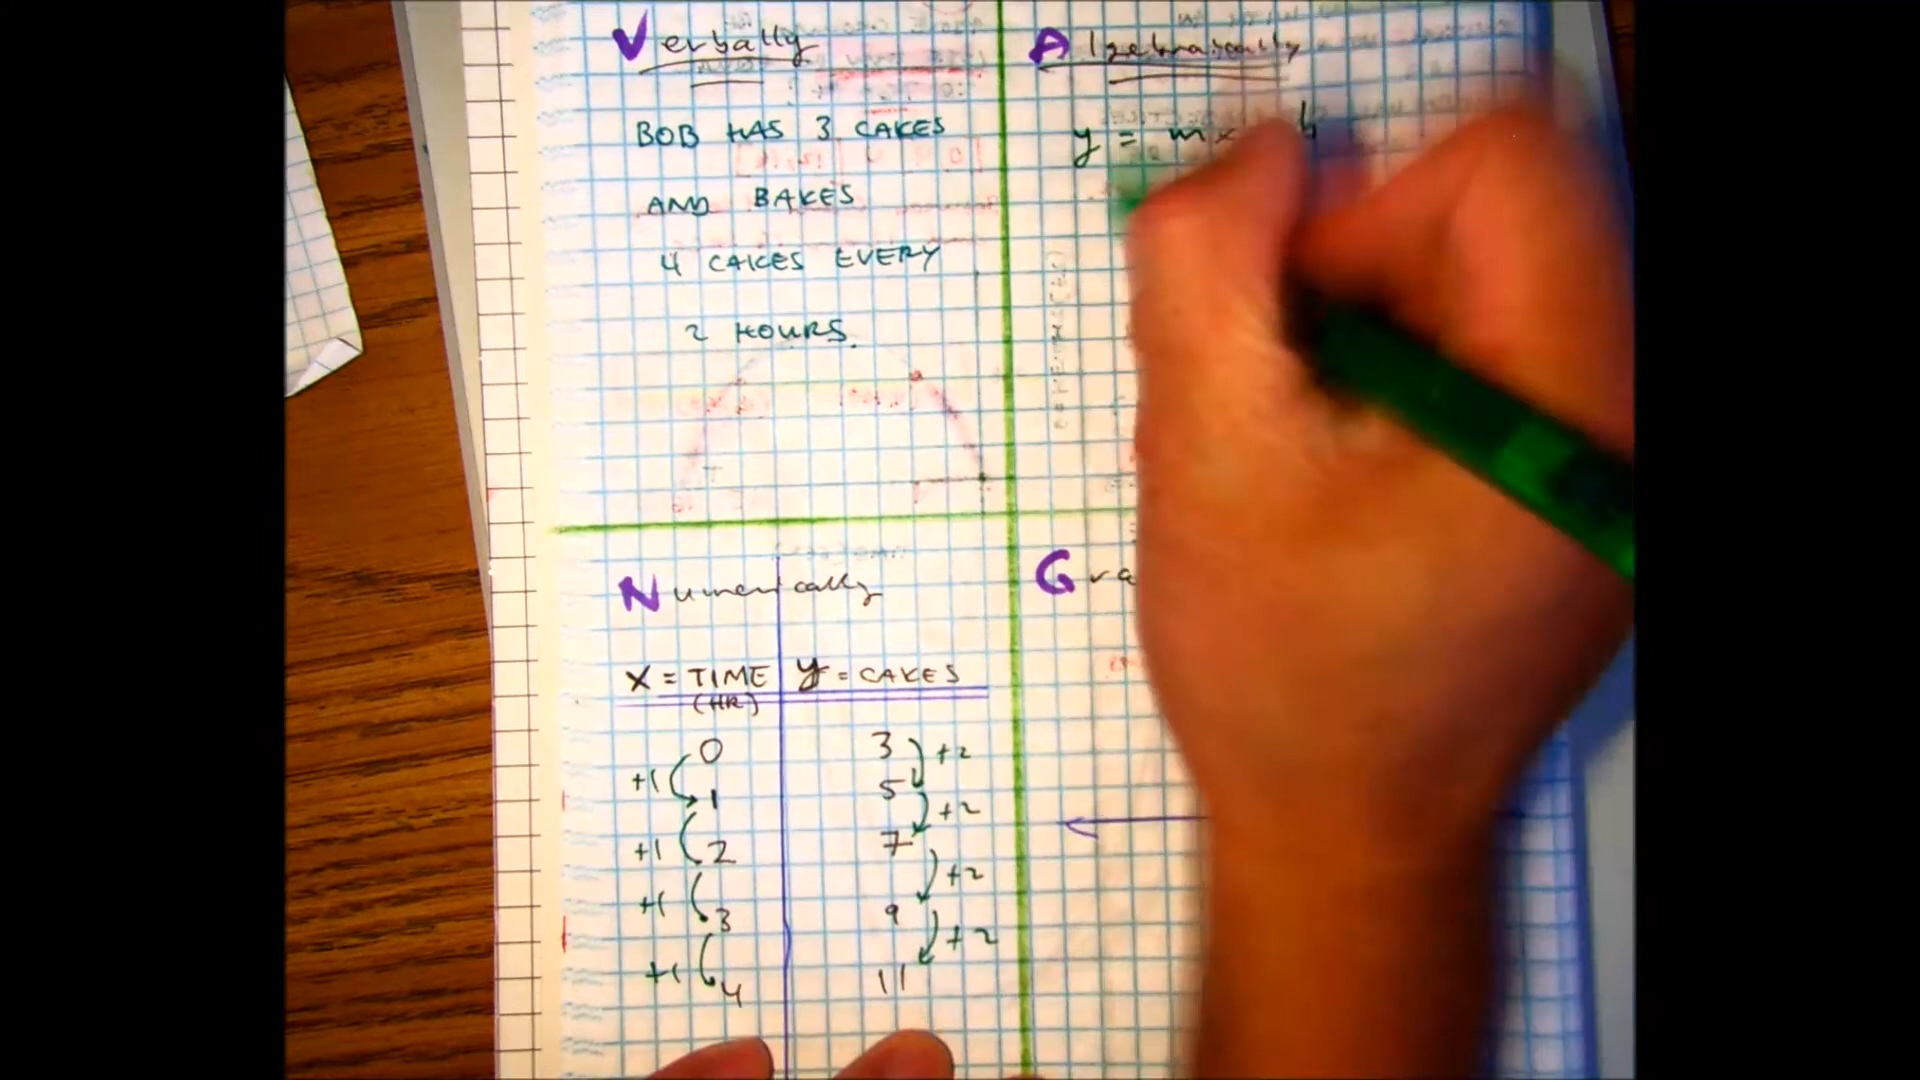 Verbally
BOB HAS 3 CAKES
AND BAKES
4 CAKES EVERY
2 HOURS.
Algebraically
y = mx b
Numerically
x = TIME y = CAKES
(HR)
0 3
+1 +2
1 5
+1 +2
2 7
+1 +2
3 9
+1 +2
4 11
Gra